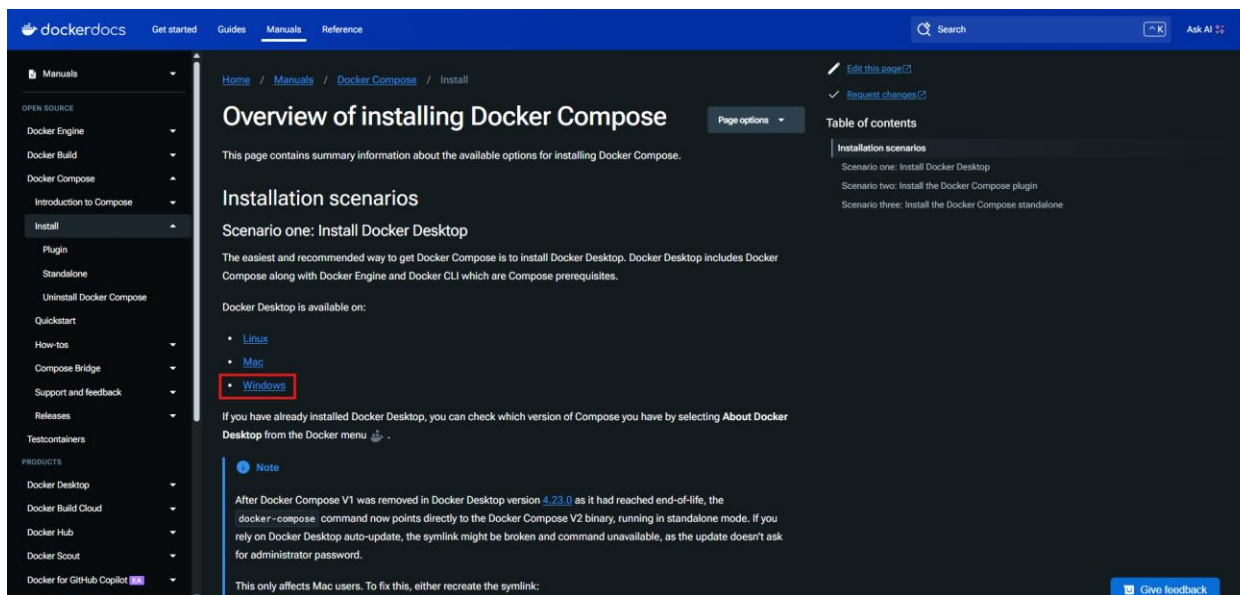 dockerdocs
Get started
Guides
Manuals
Reference
Search
^ K
Ask AI
Manuals
OPEN SOURCE
Docker Engine
Docker Build
Docker Compose
Introduction to Compose
Install
Plugin
Standalone
Uninstall Docker Compose
Quickstart
How-tos
Compose Bridge
Support and feedback
Releases
Testcontainers
PRODUCTS
Docker Desktop
Docker Build Cloud
Docker Hub
Docker Scout
Docker for GitHub Copilot EA
Home / Manuals / Docker Compose / Install
Overview of installing Docker Compose
Page options
This page contains summary information about the available options for installing Docker Compose.
Installation scenarios
Scenario one: Install Docker Desktop
The easiest and recommended way to get Docker Compose is to install Docker Desktop. Docker Desktop includes Docker
Compose along with Docker Engine and Docker CLI which are Compose prerequisites.
Docker Desktop is available on:
• Linux
• Mac
• Windows
If you have already installed Docker Desktop, you can check which version of Compose you have by selecting About Docker
Desktop from the Docker menu .
Note
After Docker Compose V1 was removed in Docker Desktop version 4.23.0 as it had reached end-of-life, the
docker-compose command now points directly to the Docker Compose V2 binary, running in standalone mode. If you
rely on Docker Desktop auto-update, the symlink might be broken and command unavailable, as the update doesn't ask
for administrator password.
This only affects Mac users. To fix this, either recreate the symlink:
Edit this page
Request changes
Table of contents
Installation scenarios
Scenario one: Install Docker Desktop
Scenario two: Install the Docker Compose plugin
Scenario three: Install the Docker Compose standalone
Give feedback